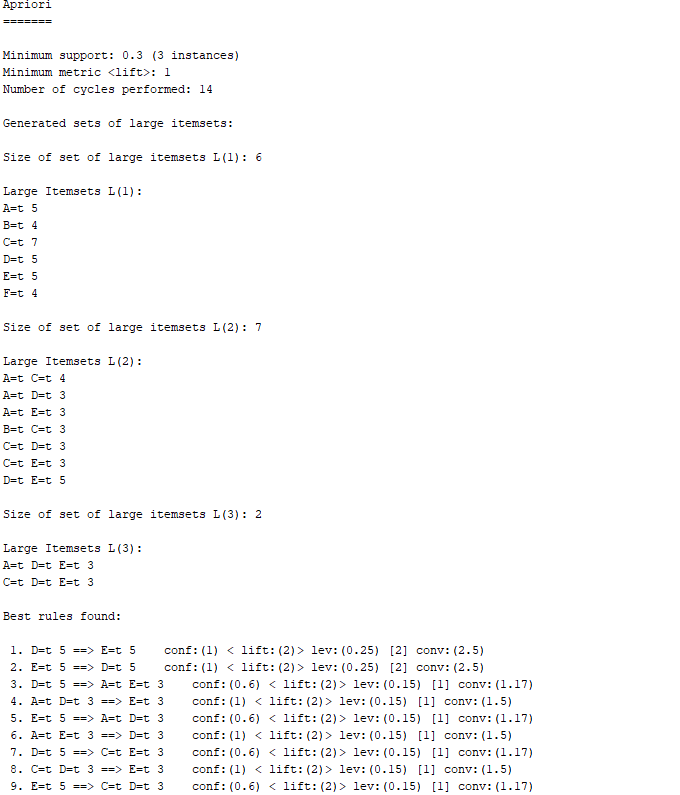 Apriori
=======
Minimum support: 0.3 (3 instances)
Minimum metric <lift>: 1
Number of cycles performed: 14
Generated sets of large itemsets:
Size of set of large itemsets L(1): 6
Large Itemsets L(1):
A=t 5
B=t 4
C=t 7
D=t 5
E=t 5
F=t 4
Size of set of large itemsets L(2): 7
Large Itemsets L(2):
A=t C=t 4
A=t D=t 3
A=t E=t 3
B=t C=t 3
C=t D=t 3
C=t E=t 3
D=t E=t 5
Size of set of large itemsets L(3): 2
Large Itemsets L(3):
A=t D=t E=t 3
C=t D=t E=t 3
Best rules found:
1. D=t 5 ==> E=t 5    conf:(1) < lift:(2)> lev:(0.25) [2] conv:(2.5)
2. E=t 5 ==> D=t 5    conf:(1) < lift:(2)> lev:(0.25) [2] conv:(2.5)
3. D=t 5 ==> A=t E=t 3    conf:(0.6) < lift:(2)> lev:(0.15) [1] conv:(1.17)
4. A=t D=t 3 ==> E=t 3    conf:(1) < lift:(2)> lev:(0.15) [1] conv:(1.5)
5. E=t 5 ==> A=t D=t 3    conf:(0.6) < lift:(2)> lev:(0.15) [1] conv:(1.17)
6. A=t E=t 3 ==> D=t 3    conf:(1) < lift:(2)> lev:(0.15) [1] conv:(1.5)
7. D=t 5 ==> C=t E=t 3    conf:(0.6) < lift:(2)> lev:(0.15) [1] conv:(1.17)
8. C=t D=t 3 ==> E=t 3    conf:(1) < lift:(2)> lev:(0.15) [1] conv:(1.5)
9. E=t 5 ==> C=t D=t 3    conf:(0.6) < lift:(2)> lev:(0.15) [1] conv:(1.17)